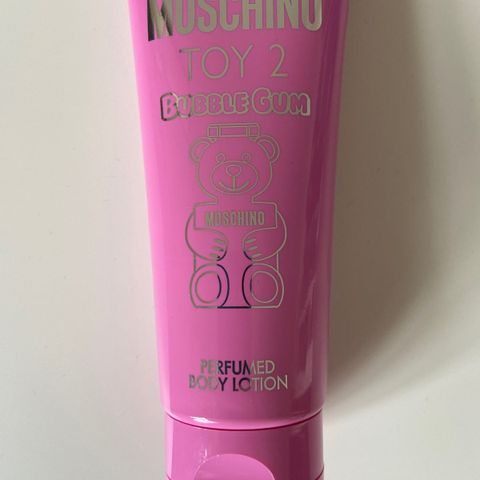 MOSCHINO
TOY 2
BUBBLE GUM
MOSCHINO
PERFUMED
BODY LOTION